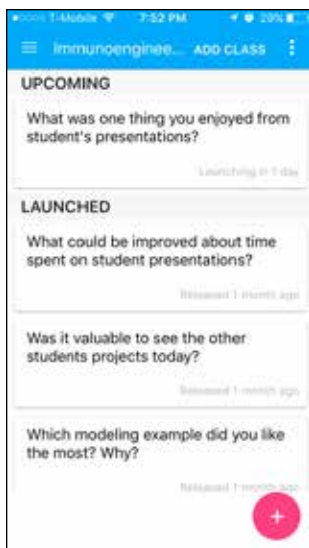 T-Mobile 7:52 PM 29%
Immunoenginee... ADD CLASS
UPCOMING
What was one thing you enjoyed from
student's presentations?
Launching in 1 day
LAUNCHED
What could be improved about time
spent on student presentations?
Released 1 month ago
Was it valuable to see the other
students projects today?
Released 1 month ago
Which modeling example did you like
the most? Why?
Released 1 month ago
+